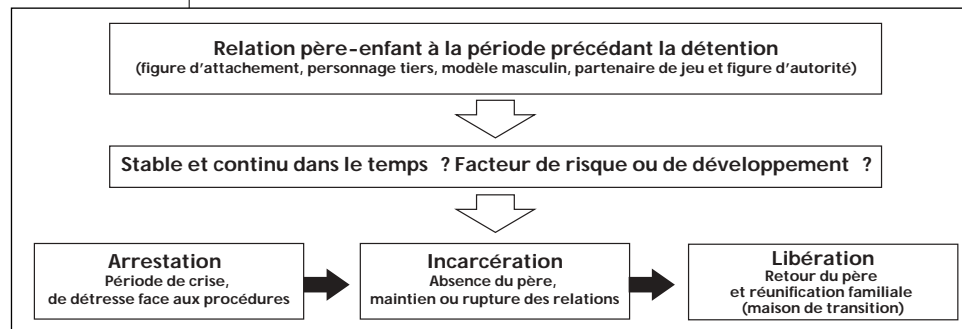 Relation père-enfant à la période précédant la détention
(figure d'attachement, personnage tiers, modèle masculin, partenaire de jeu et figure d'autorité)
Stable et continu dans le temps ? Facteur de risque ou de développement ?
Arrestation
Période de crise,
de détresse face aux procédures
Incarcération
Absence du père,
maintien ou rupture des relations
Libération
Retour du père
et réunification familiale
(maison de transition)